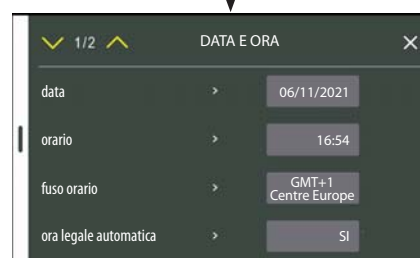 1/2 DATA E ORA
data 06/11/2021
orario 16:54
fuso orario GMT+1
Centre Europe
ora legale automatica SI